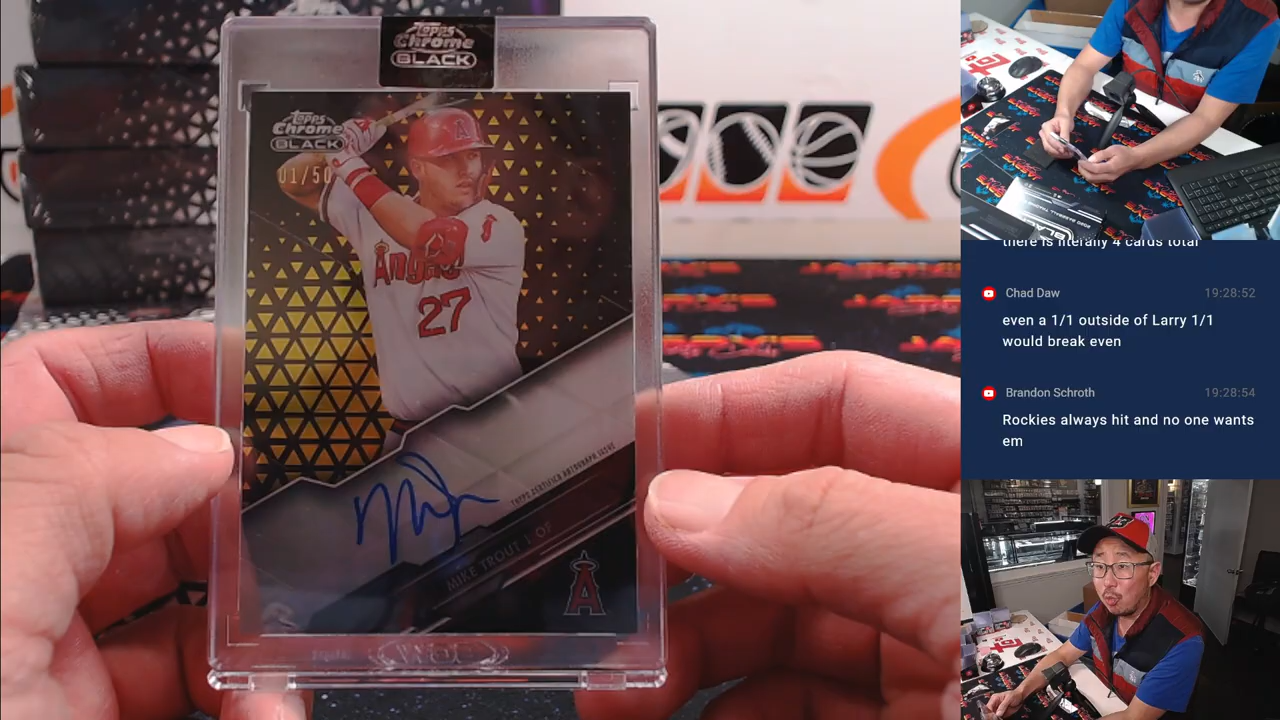 Topps
Chrome
BLACK
Topps
Chrome
BLACK
01/50
Angels
27
TOPPS CERTIFIED AUTOGRAPH ISSUE
MIKE TROUT | OF
A
there is literally 4 cards total
Chad Daw 19:28:52
even a 1/1 outside of Larry 1/1
would break even
Brandon Schroth 19:28:54
Rockies always hit and no one wants
em